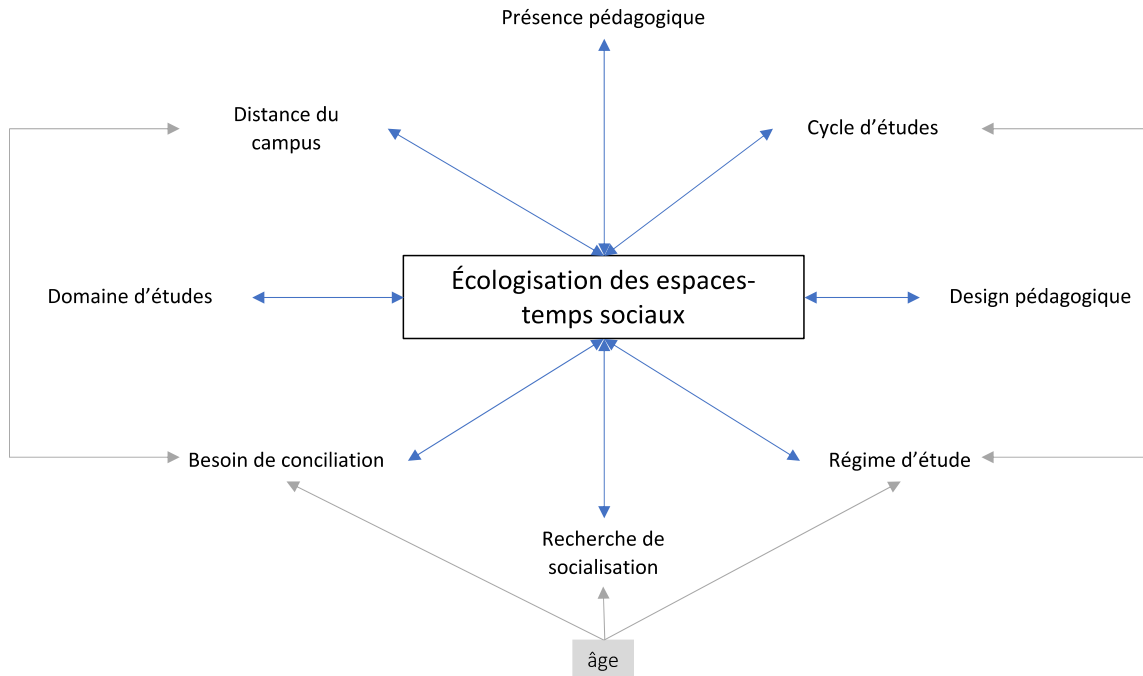 Présence pédagogique
Distance du
campus
Cycle d’études
Écologisation des espaces-
temps sociaux
Domaine d’études
Design pédagogique
Besoin de conciliation
Régime d’étude
Recherche de
socialisation
âge